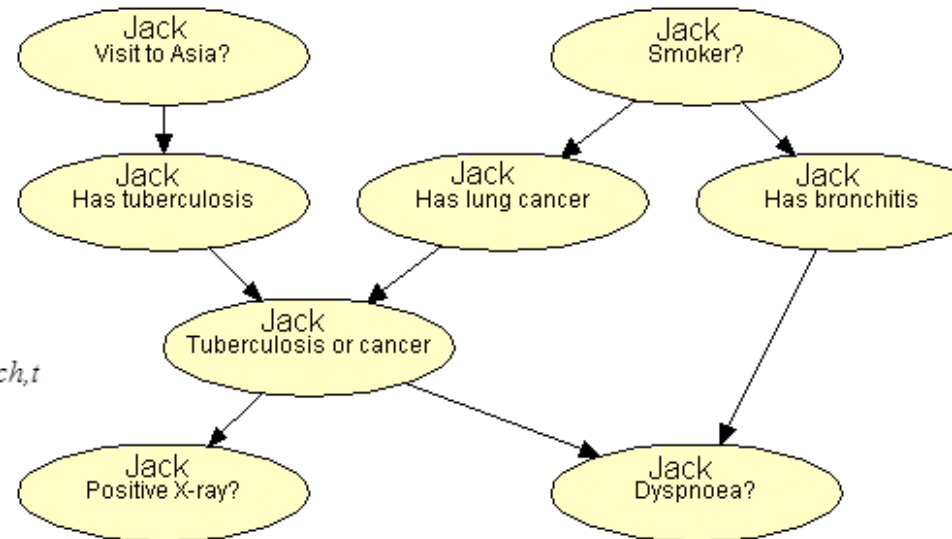 Jack
Visit to Asia?
Jack
Smoker?
Jack
Has tuberculosis
Jack
Has lung cancer
Jack
Has bronchitis
Jack
Tuberculosis or cancer
ch,t
Jack
Positive X-ray?
Jack
Dyspnoea?